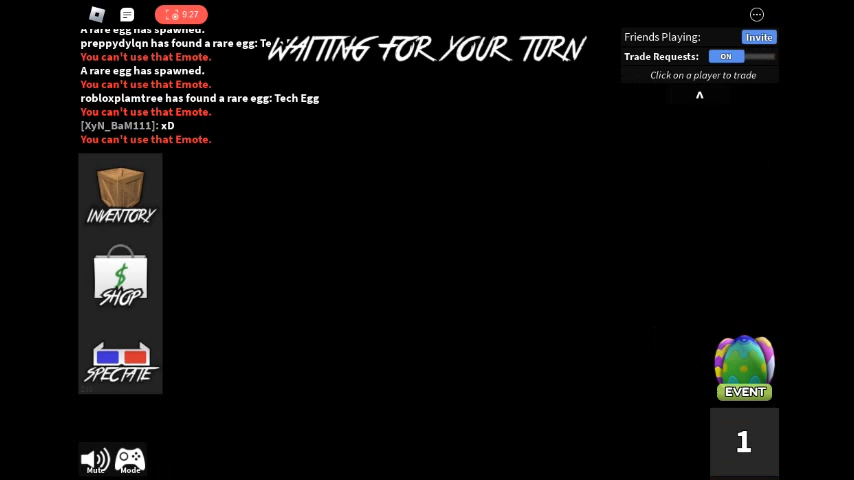 9:27
A rare egg has spawned.
preppydylqn has found a rare egg: Te
WAITING FOR YOUR TURN
You can't use that Emote.
A rare egg has spawned.
You can't use that Emote.
robloxplamtree has found a rare egg: Tech Egg
You can't use that Emote.
[XyN_BaM111]: xD
You can't use that Emote.
Friends Playing: Invite
Trade Requests: ON
Click on a player to trade
^
INVENTORY
$
SHOP
SPECTATE
EVENT
1
Mute Mode